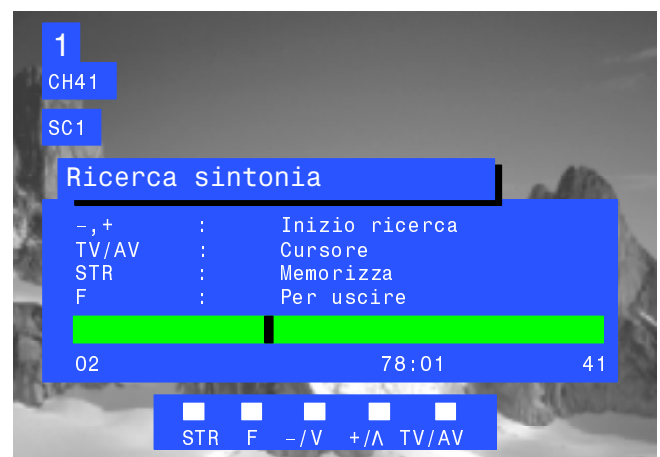 1
CH41
SC1
Ricerca sintonia
–,+ : Inizio ricerca
TV/AV : Cursore
STR : Memorizza
F : Per uscire
02 78:01 41
STR F –/V +/Λ TV/AV